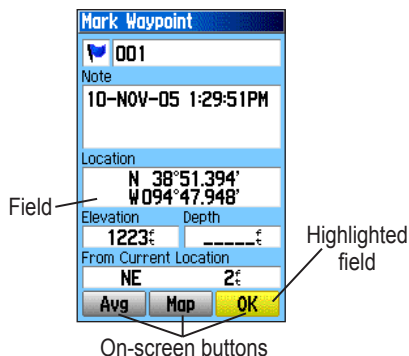 Mark Waypoint
001
Note
10-NOV-05 1:29:51PM
Location
N 38°51.394'
W094°47.948'
Field
Elevation Depth
1223ft _____ft
From Current Location
NE 2ft
Highlighted
field
Avg Map OK
On-screen buttons